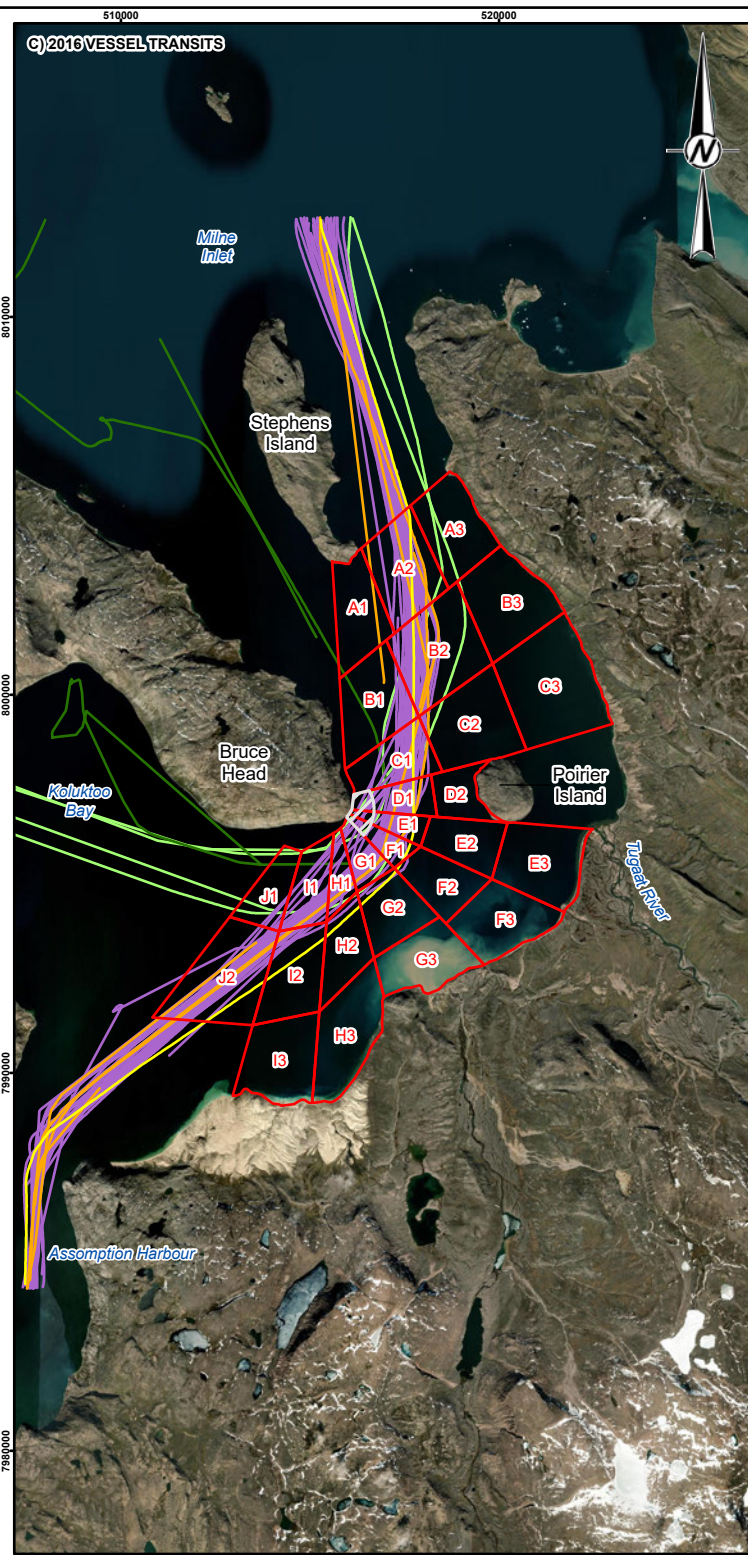 510000
520000
C) 2016 VESSEL TRANSITS
N
Milne
Inlet
8010000
Stephens
Island
A3
A2
A1
B3
B2
B1
C3
C2
8000000
Bruce
Head
C1
Poirier
Island
D1
D2
Koluktoo
Bay
E1
E2
E3
F1
G1
Tugaat River
H1
I1
F2
J1
G2
F3
H2
G3
J2
I2
H3
I3
7990000
Assomption Harbour
7980000